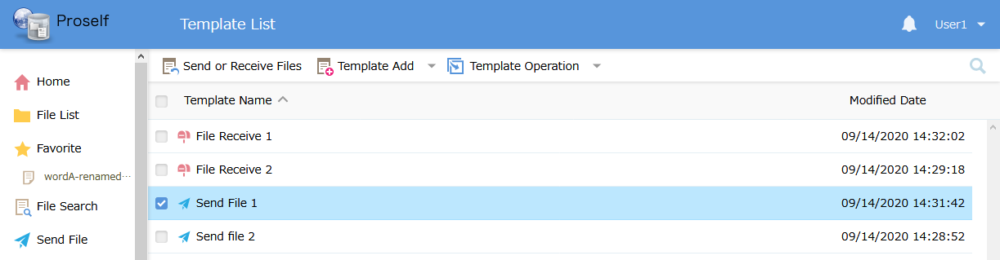 Proself
Template List
User1
Home
File List
Favorite
wordA-renamed…
File Search
Send File
Send or Receive Files Template Add Template Operation
Template Name Modified Date
File Receive 1 09/14/2020 14:32:02
File Receive 2 09/14/2020 14:29:18
Send File 1 09/14/2020 14:31:42
Send file 2 09/14/2020 14:28:52